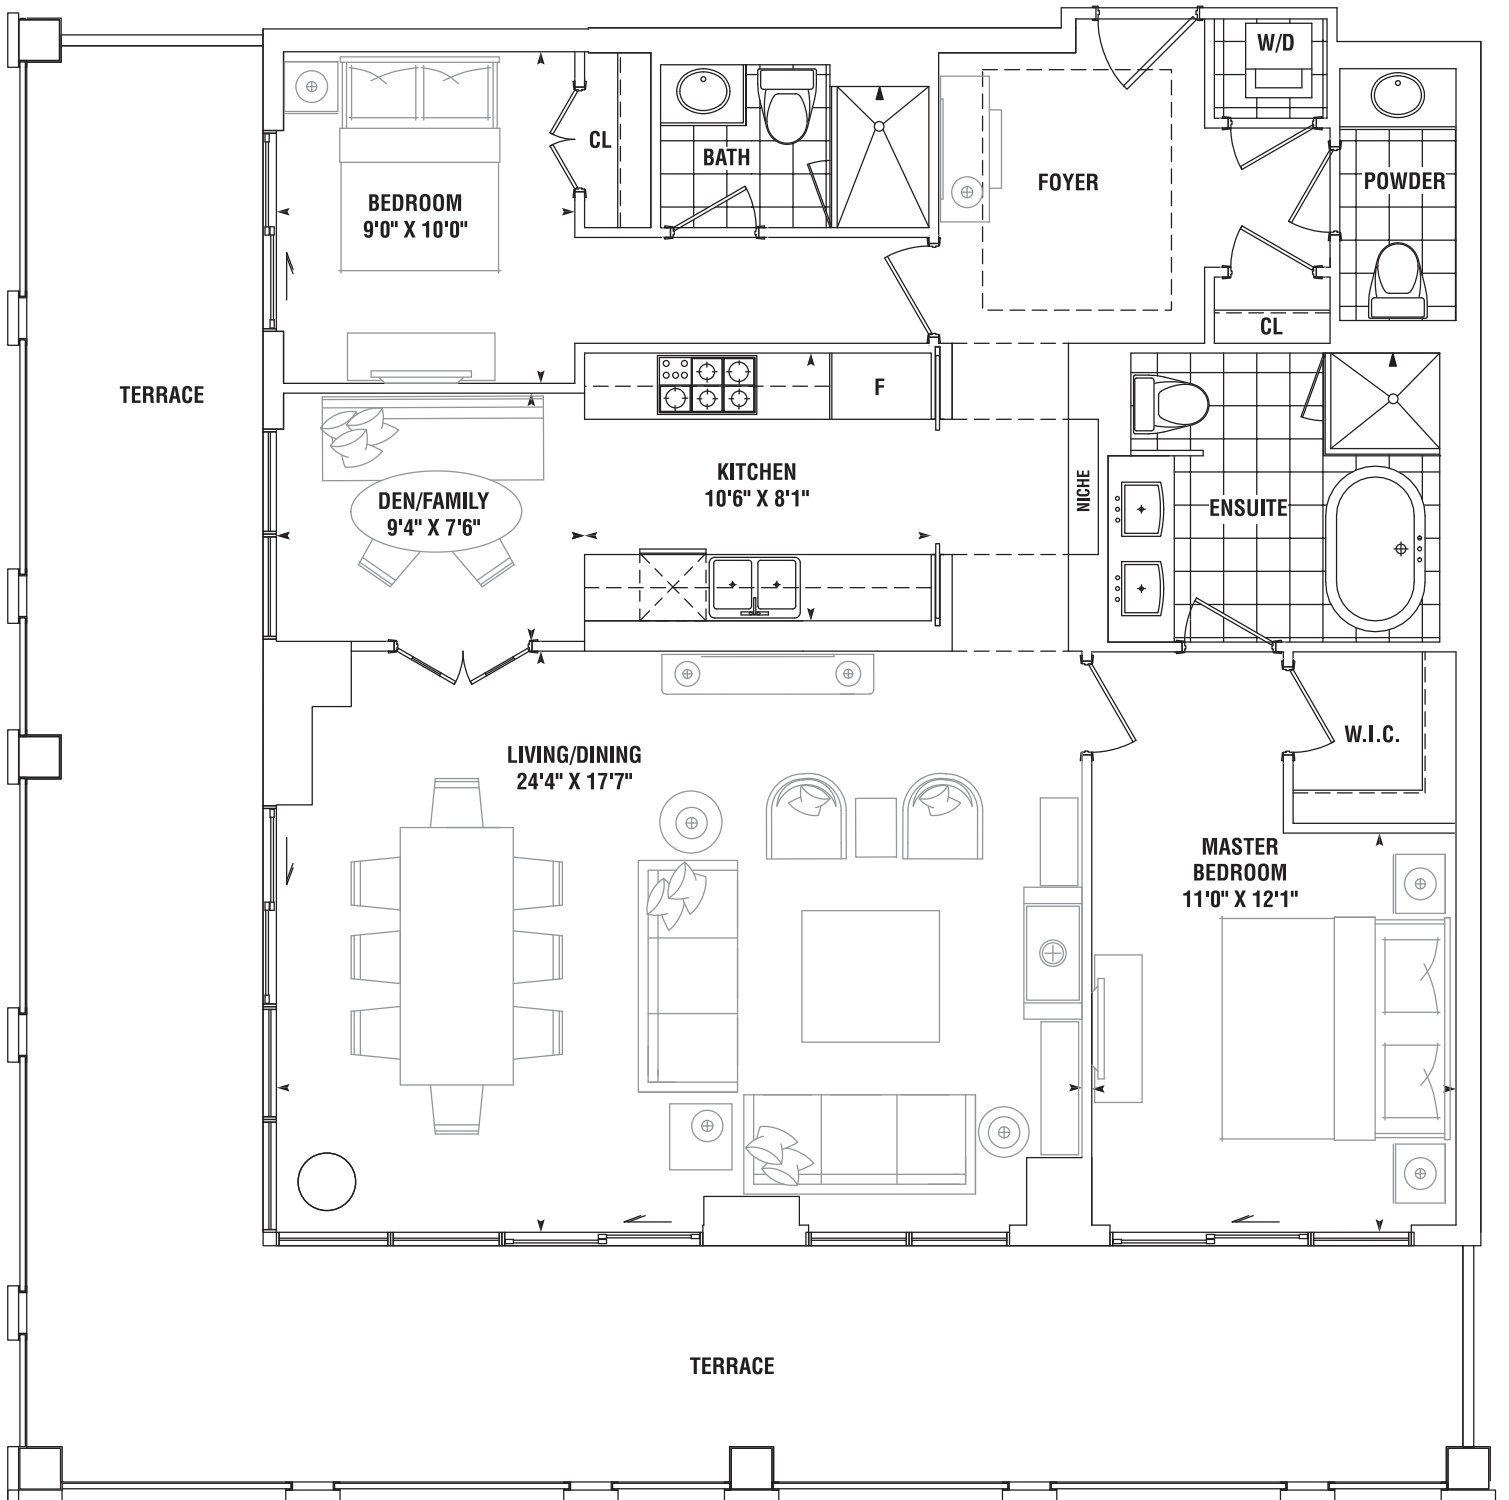 W/D
CL
BATH
FOYER
POWDER
BEDROOM
9'0" X 10'0"
CL
TERRACE
F
KITCHEN
10'6" X 8'1"
NICHE
DEN/FAMILY
9'4" X 7'6"
ENSUITE
LIVING/DINING
24'4" X 17'7"
W.I.C.
MASTER
BEDROOM
11'0" X 12'1"
TERRACE